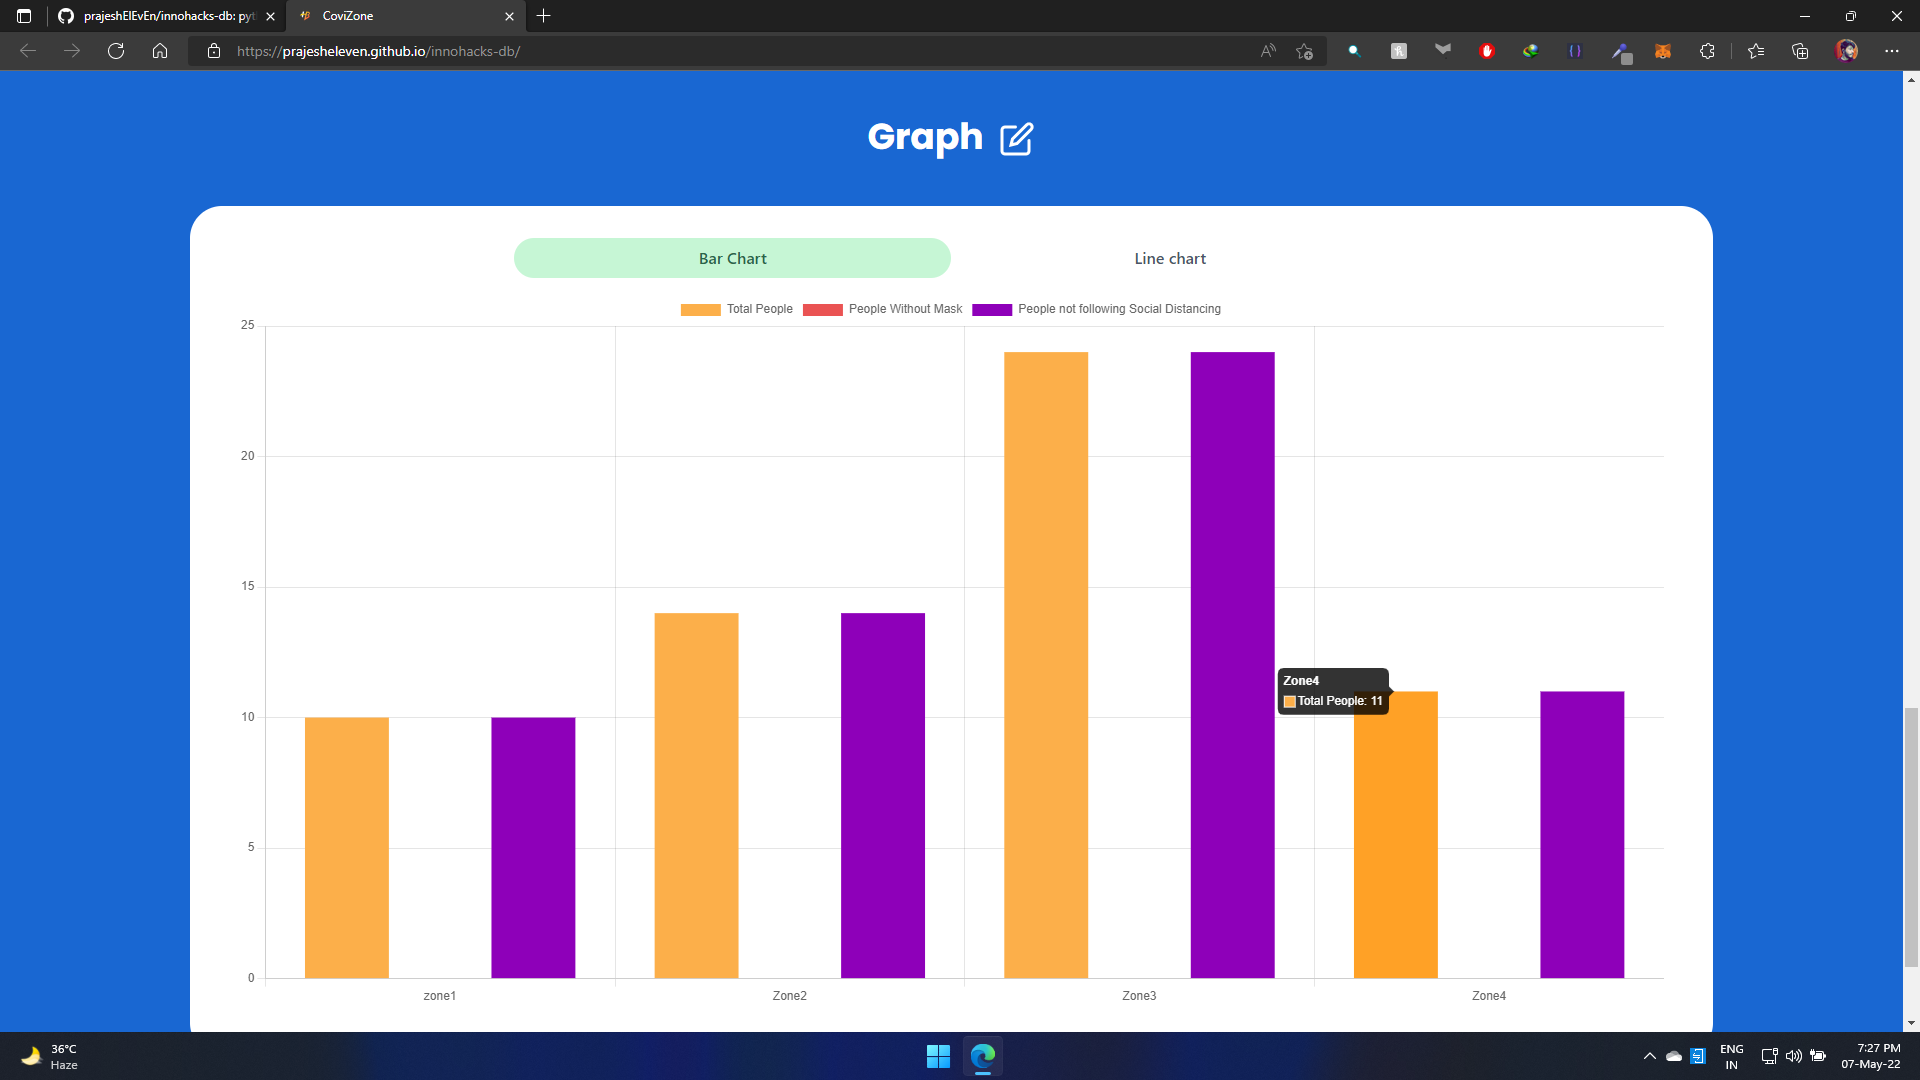 prajeshElEvEn/innohacks-db: pyt
CoviZone
https://prajesheleven.github.io/innohacks-db/
Graph
Bar Chart
Line chart
Total People
People Without Mask
People not following Social Distancing
25
20
15
10
5
0
Zone4
Total People: 11
zone1
Zone2
Zone3
Zone4
36°C
Haze
ENG
IN
7:27 PM
07-May-22